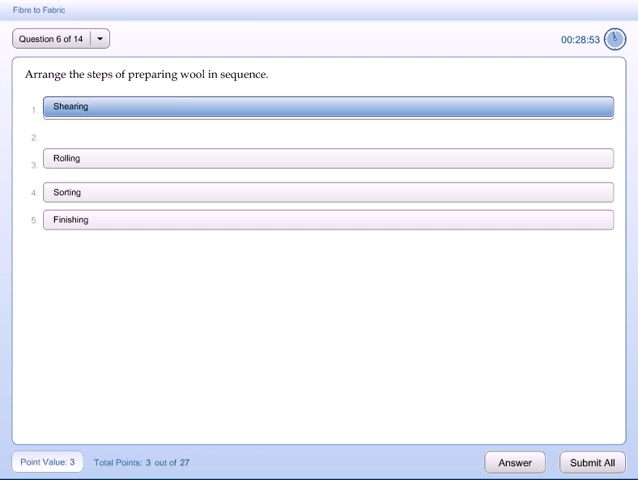 Fibre to Fabric
Question 6 of 14
00:28:53
Arrange the steps of preparing wool in sequence.
1. Shearing
2.
3. Rolling
4. Sorting
5. Finishing
Point Value: 3 Total Points: 3 out of 27
Answer Submit All